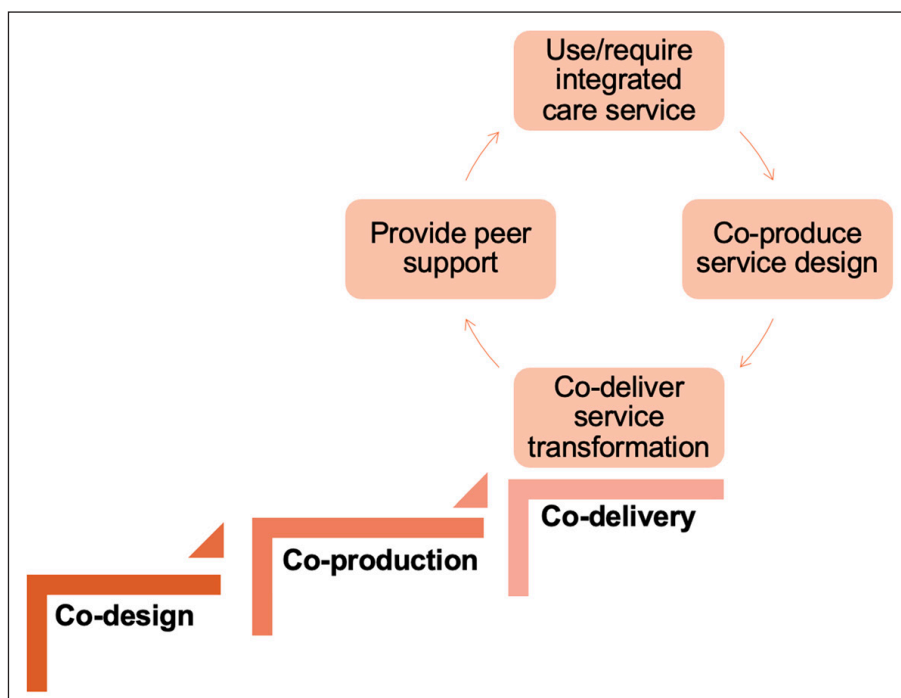 Use/require
integrated
care service
Provide peer
support
Co-produce
service design
Co-deliver
service
transformation
Co-delivery
Co-production
Co-design